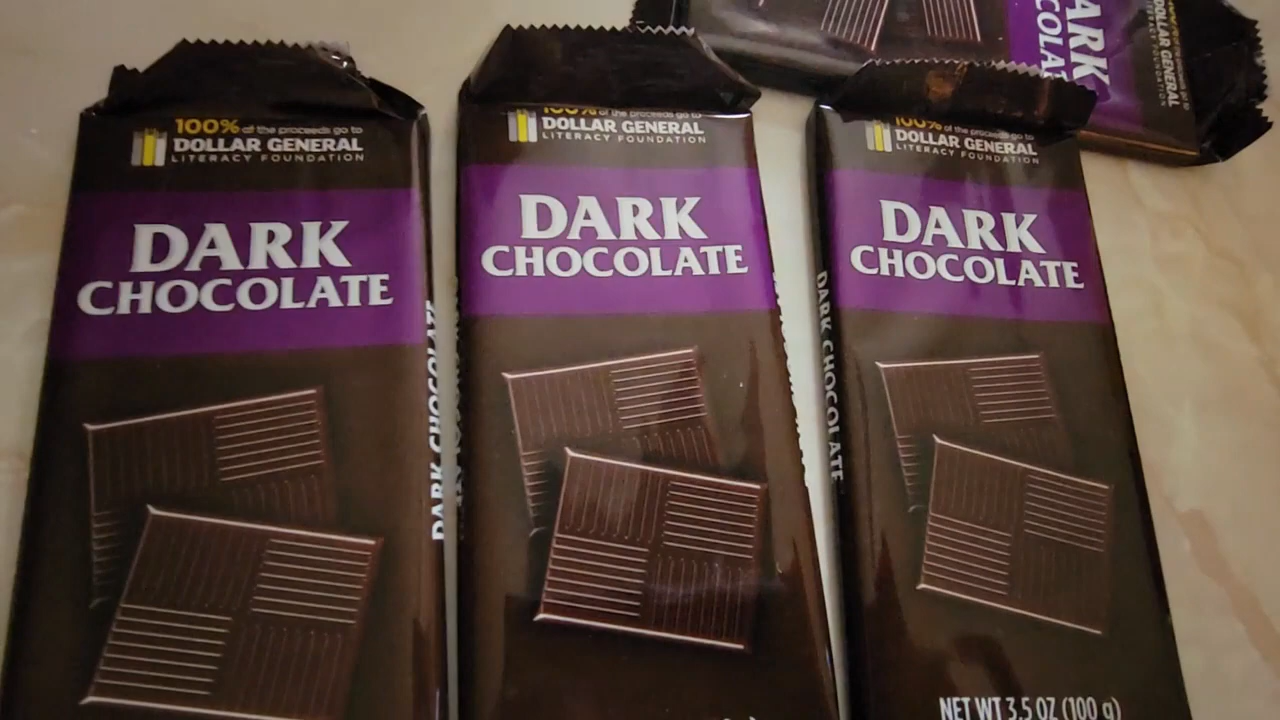 100% of the proceeds go to
DOLLAR GENERAL
LITERACY FOUNDATION
DARK
CHOCOLATE
DARK CHOCOLATE
100% of the proceeds go to
DOLLAR GENERAL
LITERACY FOUNDATION
DARK
CHOCOLATE
100% of the proceeds go to
DOLLAR GENERAL
LITERACY FOUNDATION
DARK
CHOCOLATE
DARK CHOCOLATE
NET WT 3.5 OZ (100 g)
DARK
DOLLAR GENERAL